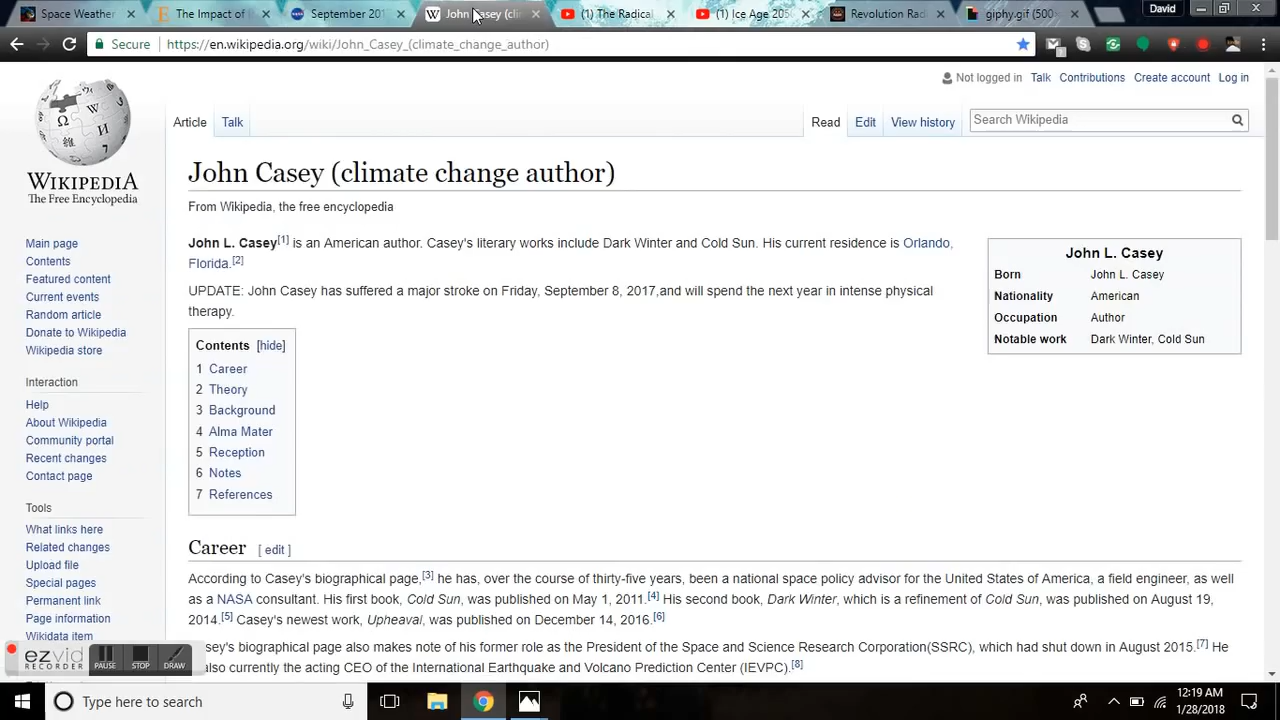 Space Weather
The Impact of
September 201
John Casey (cli
(1) The Radical
(1) Ice Age 205
Revolution Rad
giphy.gif (500
David
Secure
https://en.wikipedia.org/wiki/John_Casey_(climate_change_author)
1
Not logged in Talk Contributions Create account Log in
Article Talk
Read Edit View history
Search Wikipedia
WIKIPEDIA
The Free Encyclopedia
Main page
Contents
Featured content
Current events
Random article
Donate to Wikipedia
Wikipedia store
Interaction
Help
About Wikipedia
Community portal
Recent changes
Contact page
Tools
What links here
Related changes
Upload file
Special pages
Permanent link
Page information
Wikidata item
John Casey (climate change author)
From Wikipedia, the free encyclopedia
John L. Casey[1] is an American author. Casey's literary works include Dark Winter and Cold Sun. His current residence is Orlando,
Florida.[2]
UPDATE: John Casey has suffered a major stroke on Friday, September 8, 2017,and will spend the next year in intense physical
therapy.
John L. Casey
Born John L. Casey
Nationality American
Occupation Author
Notable work Dark Winter, Cold Sun
Contents [hide]
1 Career
2 Theory
3 Background
4 Alma Mater
5 Reception
6 Notes
7 References
Career [ edit ]
According to Casey's biographical page,[3] he has, over the course of thirty-five years, been a national space policy advisor for the United States of America, a field engineer, as well
as a NASA consultant. His first book, Cold Sun, was published on May 1, 2011.[4] His second book, Dark Winter, which is a refinement of Cold Sun, was published on August 19,
2014.[5] Casey's newest work, Upheaval, was published on December 14, 2016.[6]
sey's biographical page also makes note of his former role as the President of the Space and Science Research Corporation(SSRC), which had shut down in August 2015.[7] He
also currently the acting CEO of the International Earthquake and Volcano Prediction Center (IEVPC).[8]
ezvid
RECORDER
PAUSE
STOP
DRAW
Type here to search
12:19 AM
1/28/2018